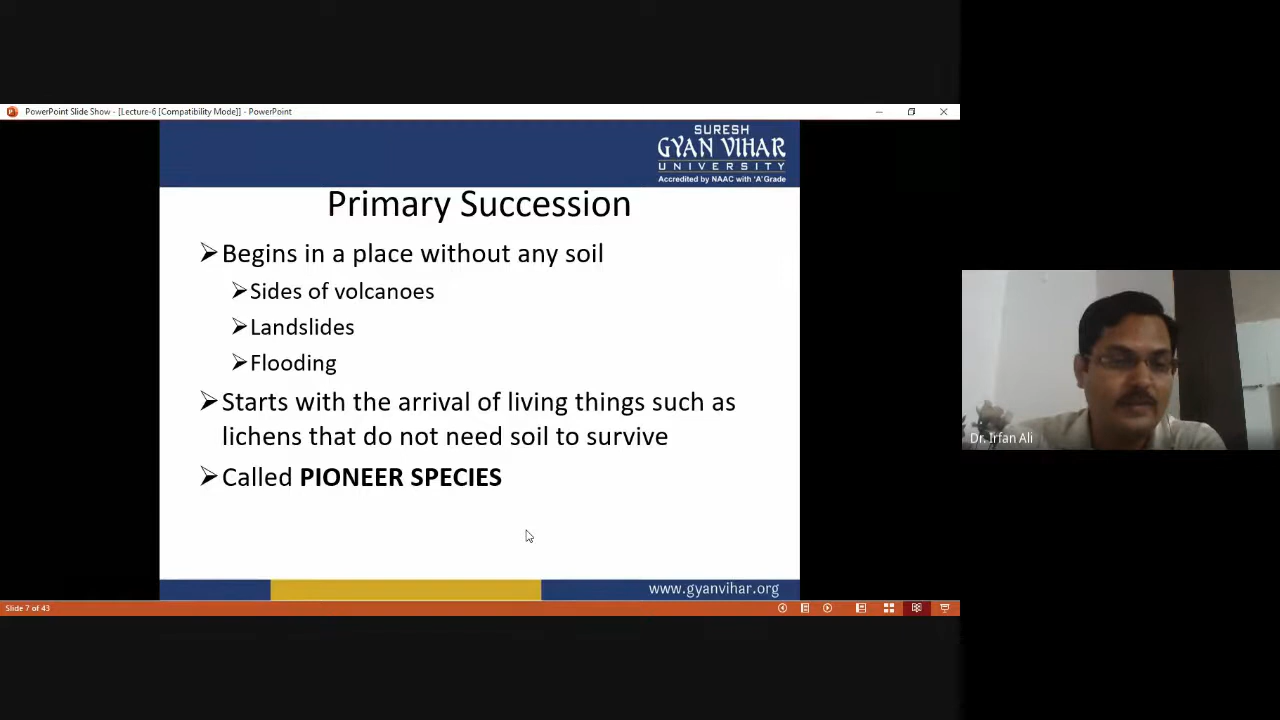 PowerPoint Slide Show - [Lecture-6 [Compatibility Mode]] - PowerPoint
SURESH
GYAN VIHAR
UNIVERSITY
Accredited by NAAC with 'A' Grade
Primary Succession
Begins in a place without any soil
Sides of volcanoes
Landslides
Flooding
Starts with the arrival of living things such as
lichens that do not need soil to survive
Called PIONEER SPECIES
Dr. Irfan Ali
www.gyanvihar.org
Slide 7 of 43